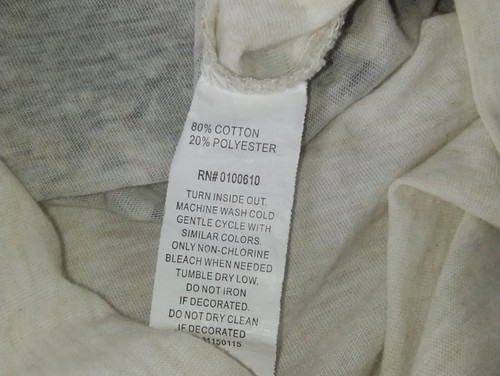 80% COTTON
20% POLYESTER
RN# 0100610
TURN INSIDE OUT.
MACHINE WASH COLD
GENTLE CYCLE WITH
SIMILAR COLORS.
ONLY NON-CHLORINE
BLEACH WHEN NEEDED
TUMBLE DRY LOW.
DO NOT IRON
IF DECORATED.
DO NOT DRY CLEAN
IF DECORATED